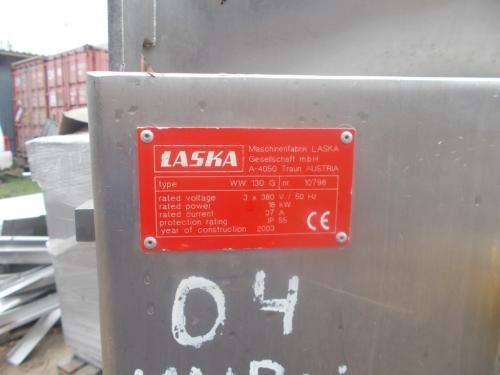 LASKA
Maschinenfabrik LASKA
Gesellschaft mbH
A-4050 Traun AUSTRIA
type WW 130 G nr. 10798
rated voltage 3 x 380 V / 50 Hz
rated power 18 kW
rated current 37 A
protection rating IP 55
year of construction 2003
CE
04